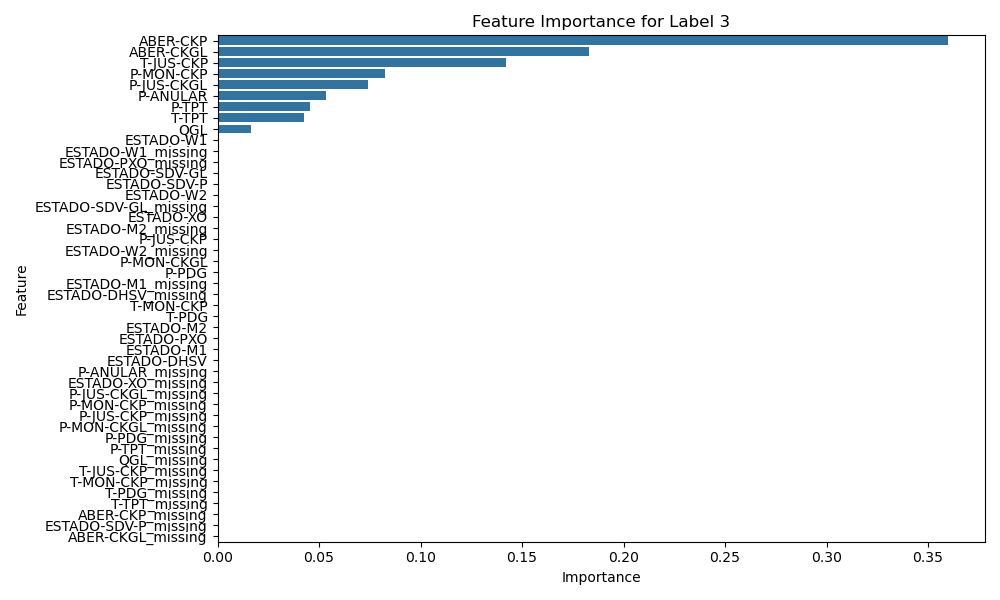 Feature Importance for Label 3
ABER-CKP
ABER-CKGL
T-JUS-CKP
P-MON-CKP
P-JUS-CKGL
P-ANULAR
P-TPT
T-TPT
QGL
ESTADO-W1
ESTADO-W1_missing
ESTADO-PXO_missing
ESTADO-SDV-GL
ESTADO-SDV-P
ESTADO-W2
ESTADO-SDV-GL_missing
ESTADO-XO
ESTADO-M2_missing
P-JUS-CKP
ESTADO-W2_missing
P-MON-CKGL
P-PDG
ESTADO-M1_missing
ESTADO-DHSV_missing
T-MON-CKP
T-PDG
ESTADO-M2
ESTADO-PXO
ESTADO-M1
ESTADO-DHSV
P-ANULAR_missing
ESTADO-XO_missing
P-JUS-CKGL_missing
P-MON-CKP_missing
P-JUS-CKP_missing
P-MON-CKGL_missing
P-PDG_missing
P-TPT_missing
QGL_missing
T-JUS-CKP_missing
T-MON-CKP_missing
T-PDG_missing
T-TPT_missing
ABER-CKP_missing
ESTADO-SDV-P_missing
ABER-CKGL_missing
Feature
0.00 0.05 0.10 0.15 0.20 0.25 0.30 0.35
Importance